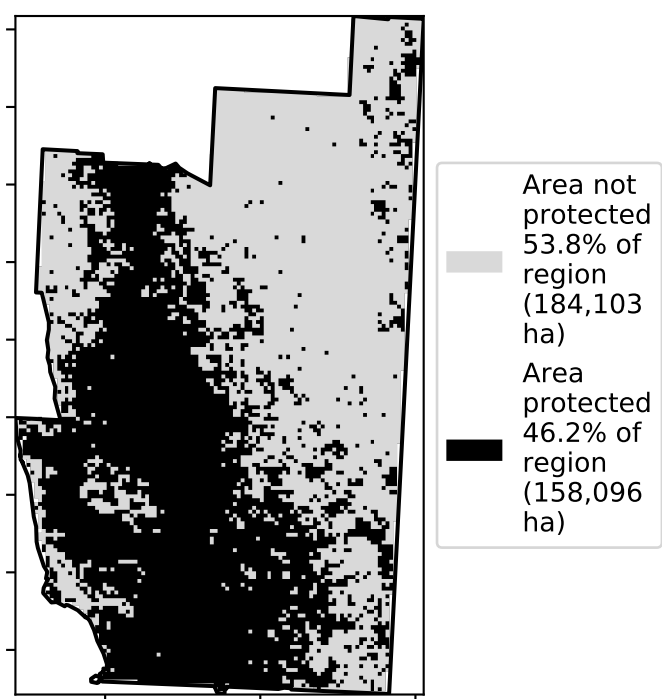 Area not
protected
53.8% of
region
(184,103
ha)
Area
protected
46.2% of
region
(158,096
ha)